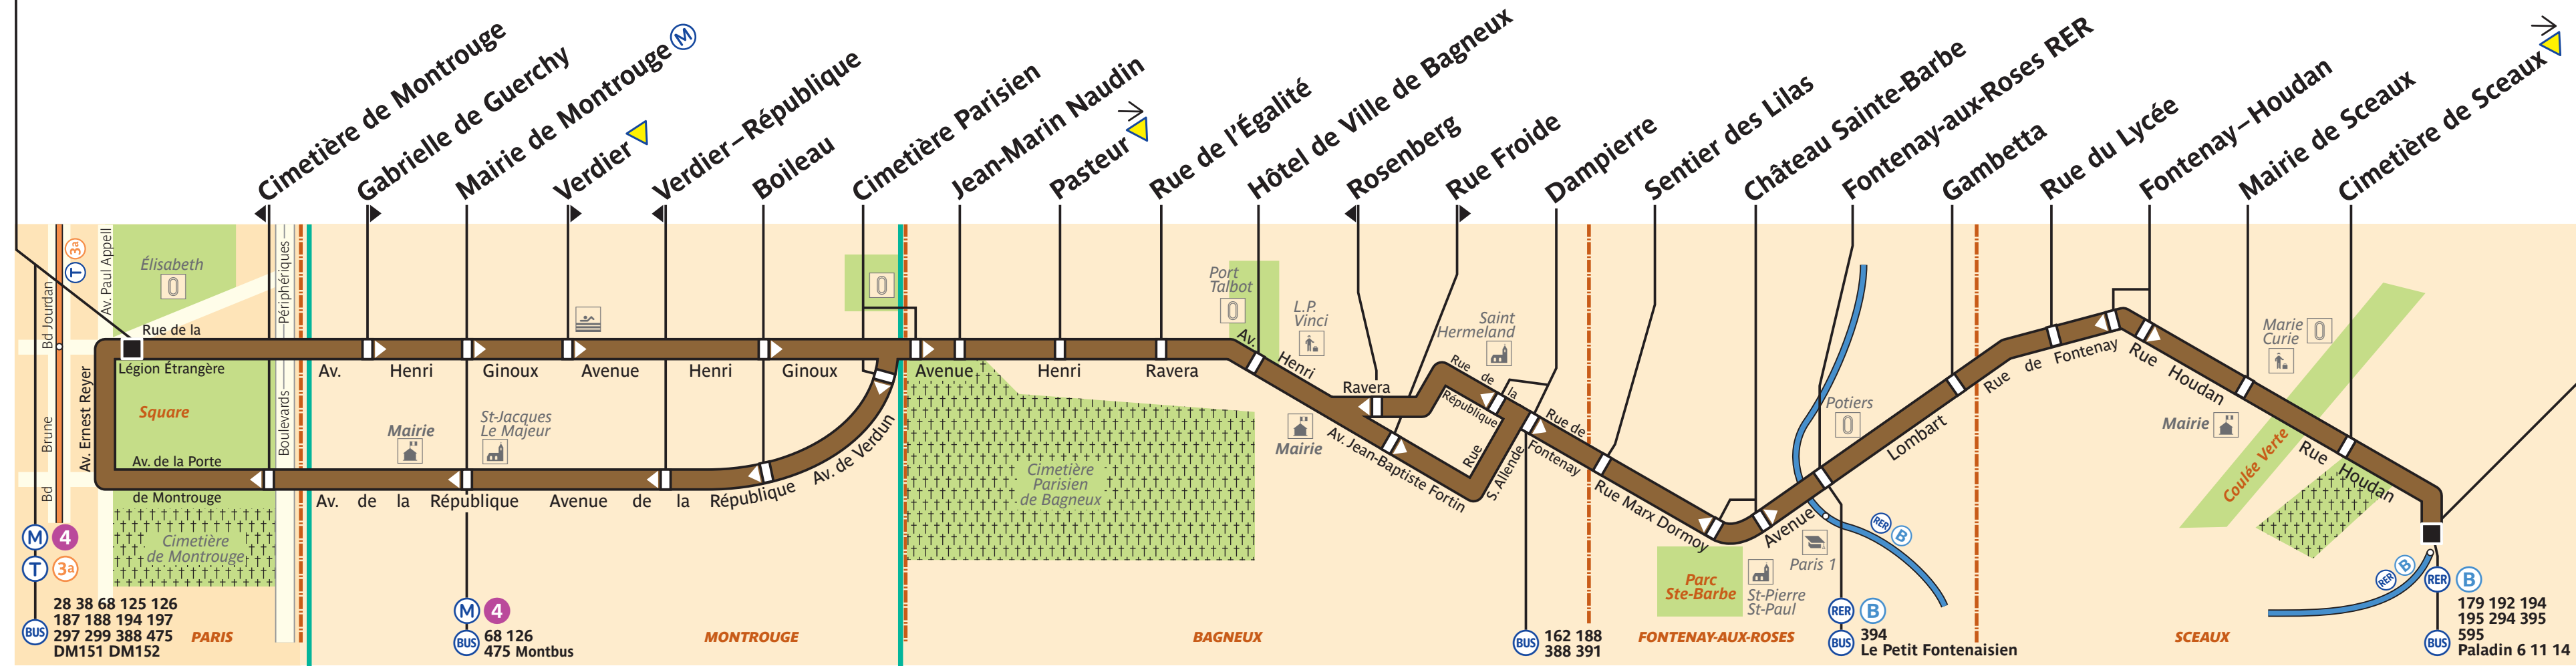 Cimetière de Montrouge
Gabrielle de Guerchy
Mairie de Montrouge M
Verdier
Verdier–République
Boileau
Cimetière Parisien
Jean-Marin Naudin
Pasteur
Rue de l'Égalité
Hôtel de Ville de Bagneux
Rosenberg
Rue Froide
Dampierre
Sentier des Lilas
Château Sainte-Barbe
Fontenay-aux-Roses RER
Gambetta
Rue du Lycée
Fontenay–Houdan
Mairie de Sceaux
Cimetière de Sceaux
T 3a
Bd Jourdan
Bd Brune
Av. Paul Appell
Élisabeth
Périphériques
Boulevards
Rue de la
Légion Étrangère
Square
Av. Ernest Reyer
Av. de la Porte
de Montrouge
Cimetière
de Montrouge
Av. Henri Ginoux Avenue Henri Ginoux
Mairie
St-Jacques
Le Majeur
Av. de la République Avenue de la République
Av. de Verdun
Avenue Henri Ravera
Cimetière
Parisien
de Bagneux
Port
Talbot
Av. Henri
Ravera
L.P.
Vinci
Mairie
Av. Jean-Baptiste Fortin
Saint
Hermeland
Rue de la
République
Rue
S. Allende
Rue de
Fontenay
Rue Marx Dormoy
Parc
Ste-Barbe
St-Pierre
St-Paul
Avenue Lombart
Paris 1
Potiers
RER B
Rue de Fontenay
Rue Houdan
Marie
Curie
Mairie
Coulée Verte
Rue Houdan
RER B
M 4
T 3a
BUS
28 38 68 125 126
187 188 194 197
297 299 388 475
DM151 DM152
PARIS
M 4
BUS
68 126
475 Montbus
MONTROUGE
BAGNEUX
BUS
162 188
388 391
FONTENAY-AUX-ROSES
RER B
BUS
394
Le Petit Fontenaisien
SCEAUX
RER B
BUS
179 192 194
195 294 395
595
Paladin 6 11 14